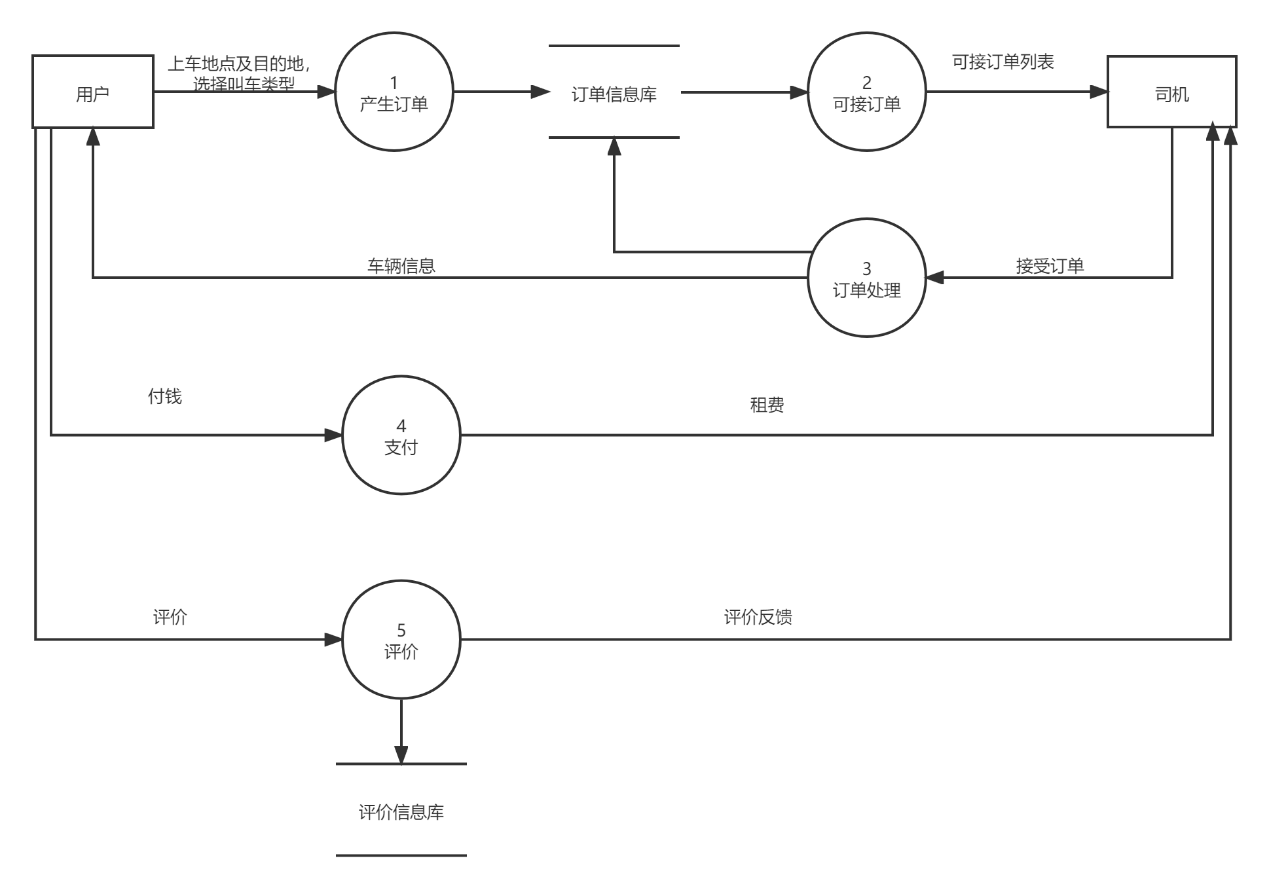 上车地点及目的地,
选择叫车类型
用户
1
产生订单
订单信息库
2
可接订单
可接订单列表
司机
车辆信息
3
订单处理
接受订单
付钱
4
支付
租费
评价
5
评价
评价反馈
评价信息库